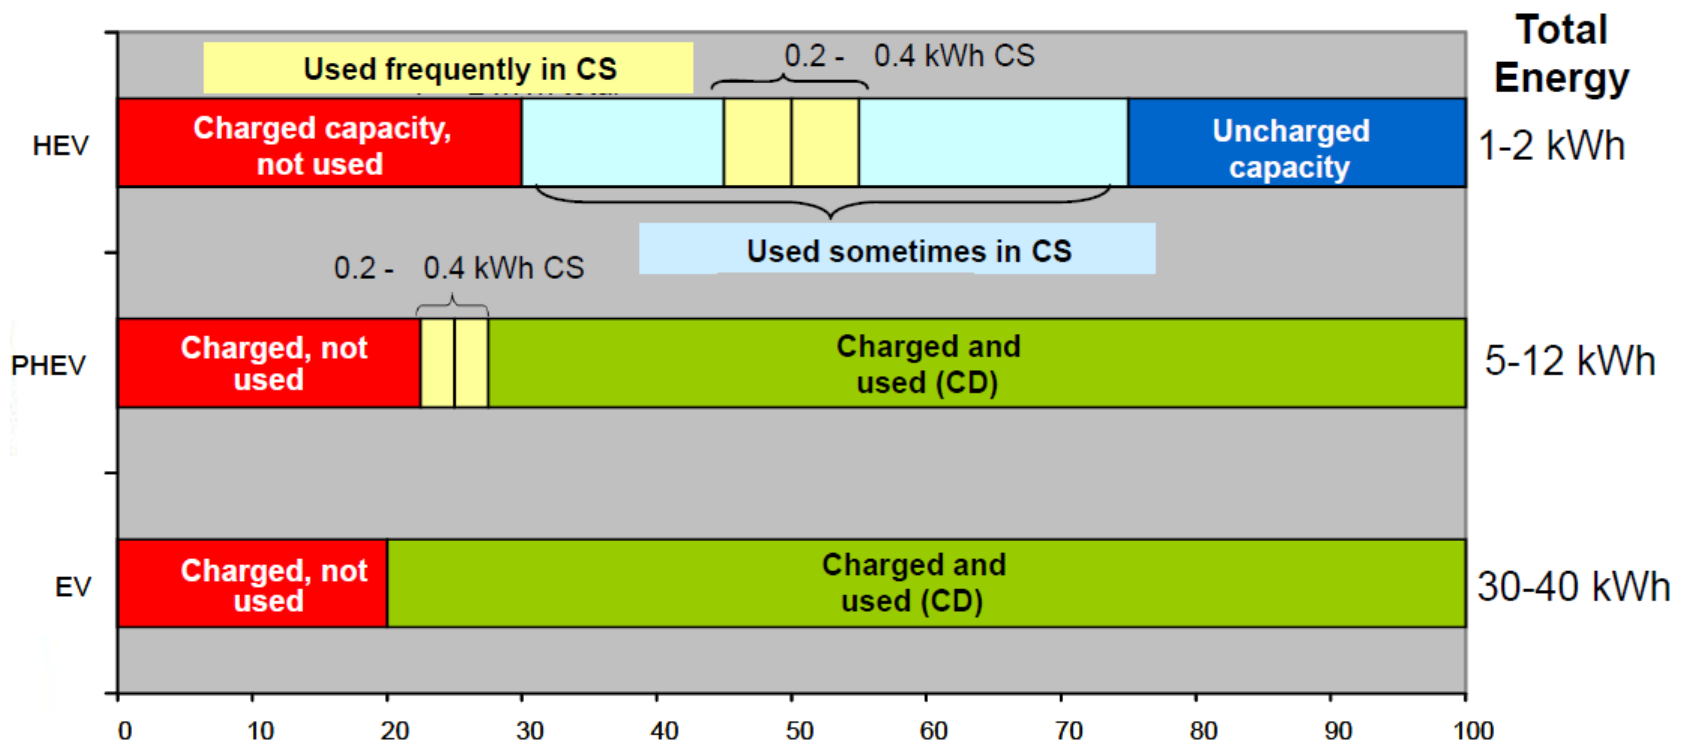 Total
Energy
Used frequently in CS
0.2 - 0.4 kWh CS
HEV
Charged capacity,
not used
Uncharged
capacity
1-2 kWh
Used sometimes in CS
0.2 - 0.4 kWh CS
PHEV
Charged, not
used
Charged and
used (CD)
5-12 kWh
EV
Charged, not
used
Charged and
used (CD)
30-40 kWh
0 10 20 30 40 50 60 70 80 90 100